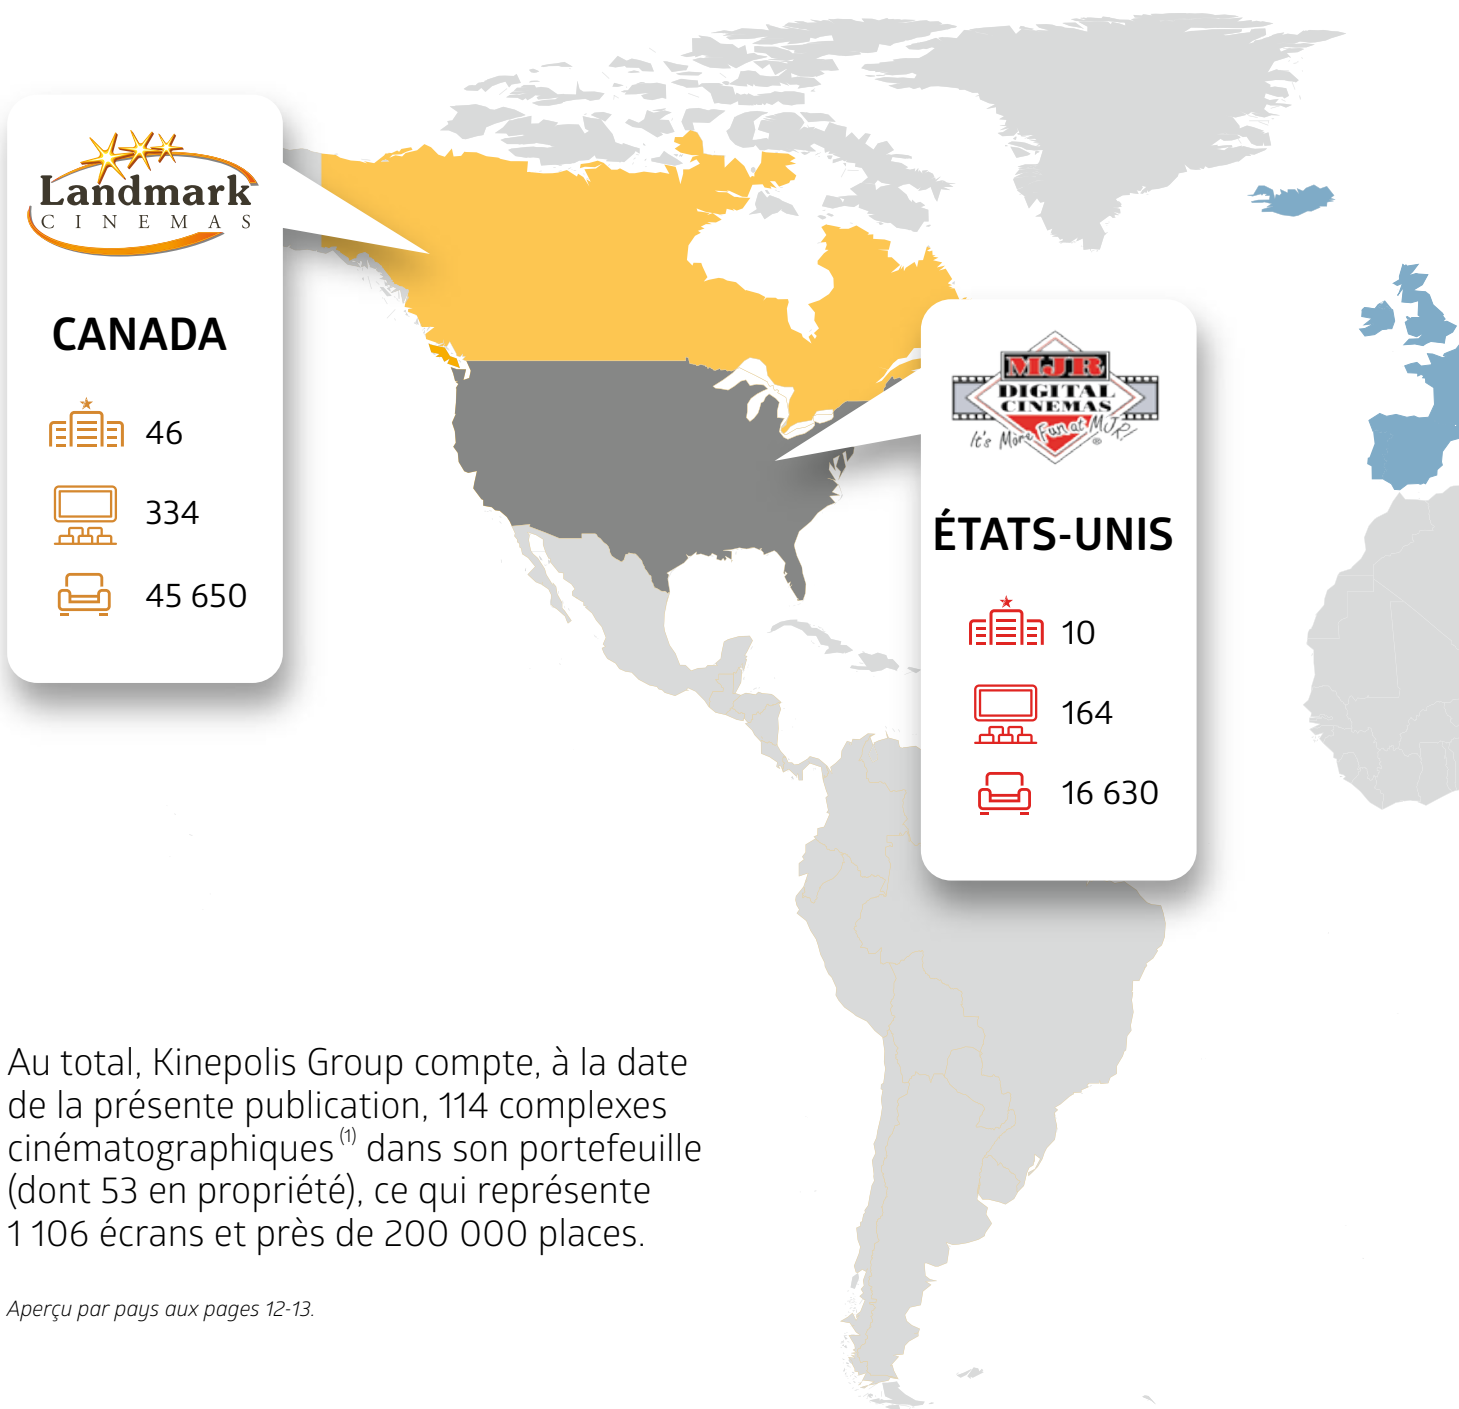 Landmark
CINEMAS
CANADA
46
334
45 650
MJR
DIGITAL
CINEMAS
It's More Fun at MJR!
®
ÉTATS-UNIS
10
164
16 630
Au total, Kinepolis Group compte, à la date
de la présente publication, 114 complexes
cinématographiques (1) dans son portefeuille
(dont 53 en propriété), ce qui représente
1 106 écrans et près de 200 000 places.
Aperçu par pays aux pages 12-13.